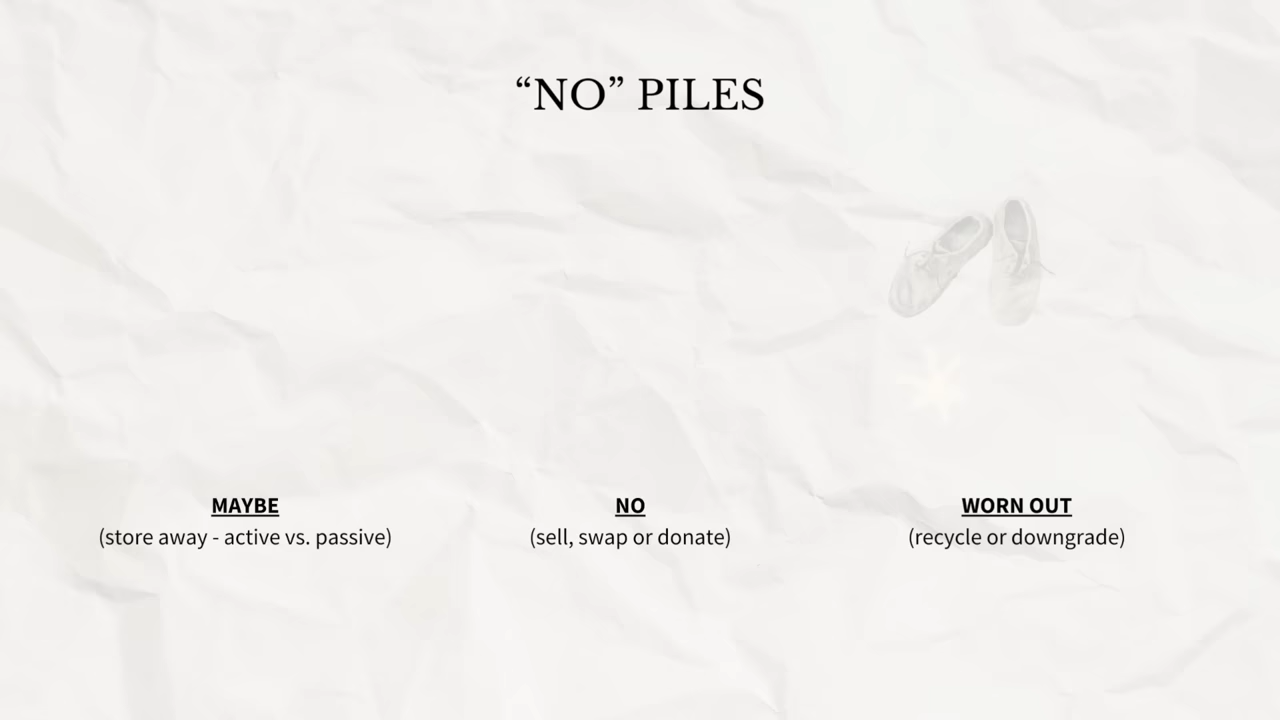 “NO” PILES
MAYBE
(store away - active vs. passive)
NO
(sell, swap or donate)
WORN OUT
(recycle or downgrade)